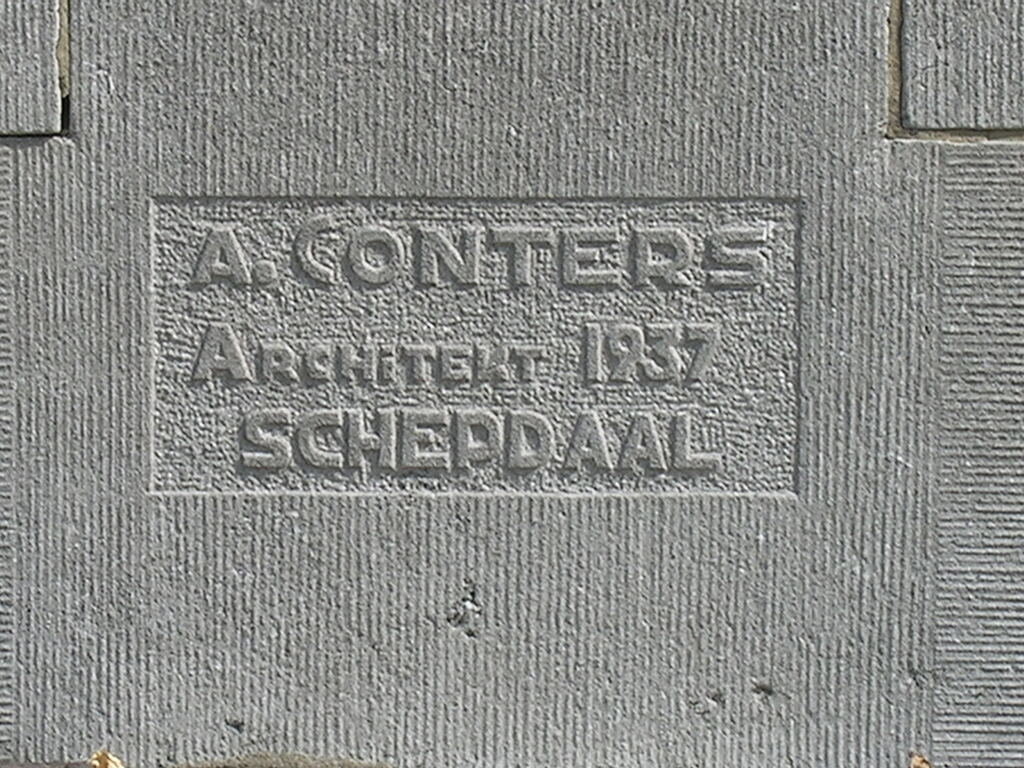 A. CONTERS
ARCHITEKT 1937
SCHEPDAAL